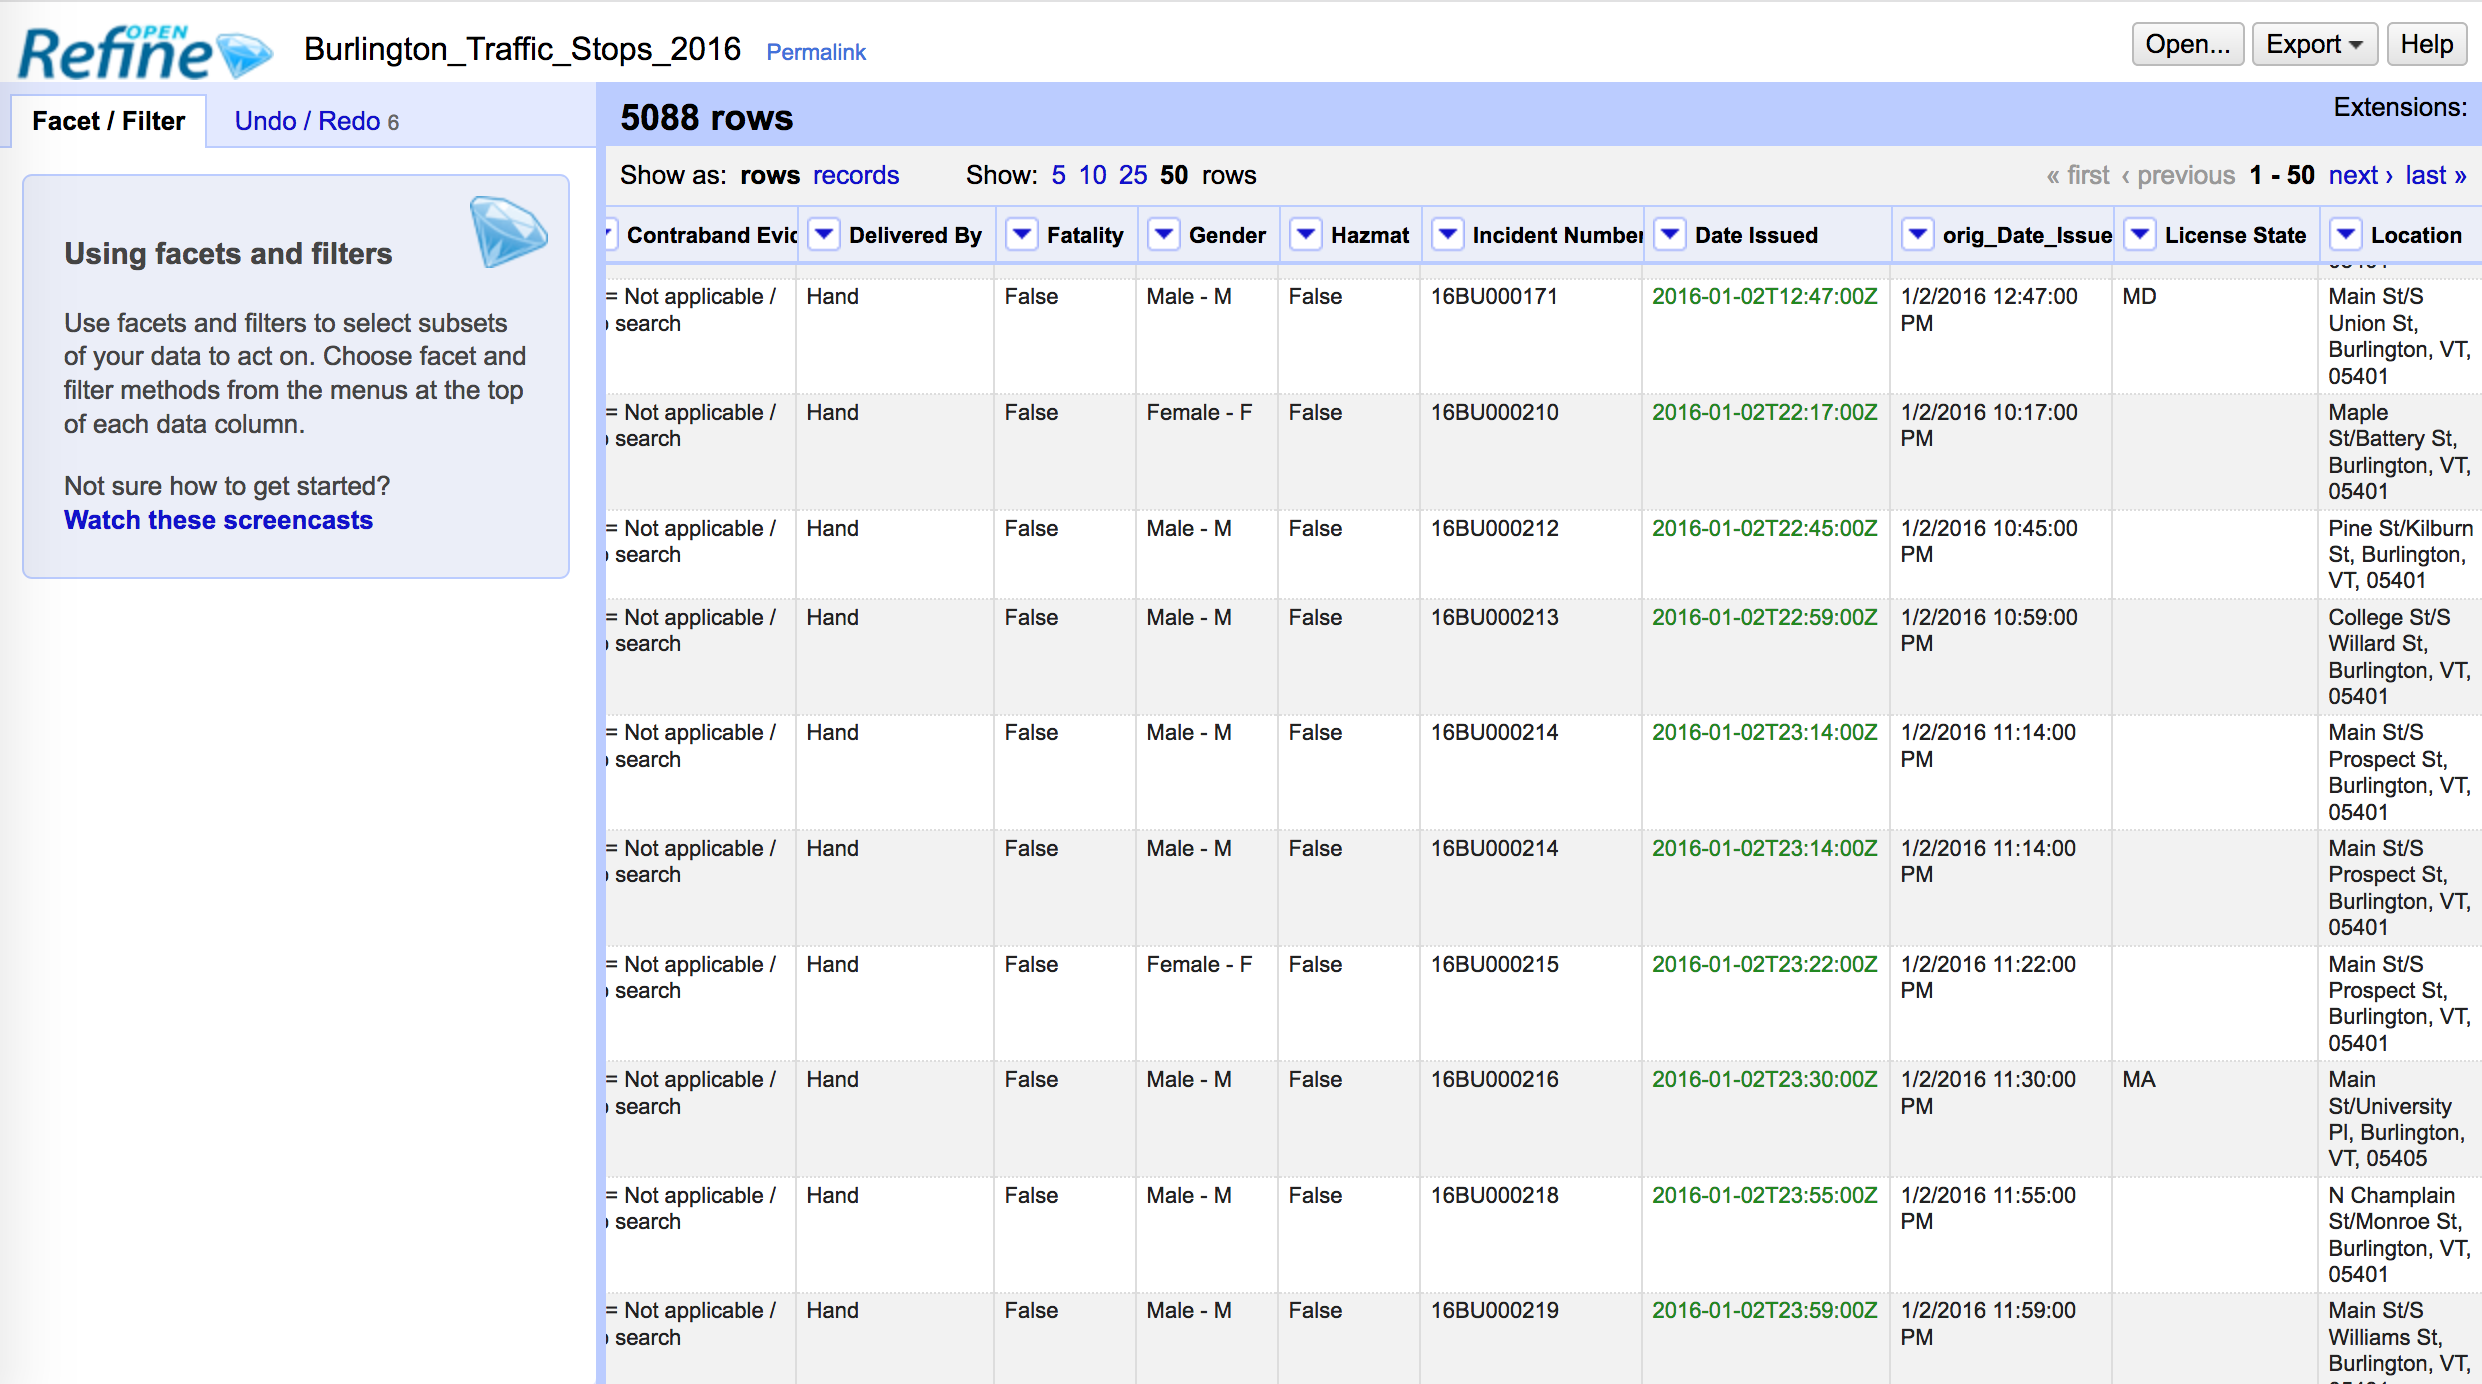 OPEN
Refine Burlington_Traffic_Stops_2016 Permalink Open... Export Help
Facet / Filter Undo / Redo 6
5088 rows Extensions:
Show as: rows records Show: 5 10 25 50 rows « first ‹ previous 1 - 50 next › last »
Using facets and filters
Use facets and filters to select subsets
of your data to act on. Choose facet and
filter methods from the menus at the top
of each data column.
Not sure how to get started?
Watch these screencasts
Contraband Evid Delivered By Fatality Gender Hazmat Incident Number Date Issued orig_Date_Issue License State Location
= Not applicable / Hand False Male - M False 16BU000171 2016-01-02T12:47:00Z 1/2/2016 12:47:00 MD Main St/S
search PM Union St,
Burlington, VT,
05401
= Not applicable / Hand False Female - F False 16BU000210 2016-01-02T22:17:00Z 1/2/2016 10:17:00 Maple
search PM St/Battery St,
Burlington, VT,
05401
= Not applicable / Hand False Male - M False 16BU000212 2016-01-02T22:45:00Z 1/2/2016 10:45:00 Pine St/Kilburn
search PM St, Burlington,
VT, 05401
= Not applicable / Hand False Male - M False 16BU000213 2016-01-02T22:59:00Z 1/2/2016 10:59:00 College St/S
search PM Willard St,
Burlington, VT,
05401
= Not applicable / Hand False Male - M False 16BU000214 2016-01-02T23:14:00Z 1/2/2016 11:14:00 Main St/S
search PM Prospect St,
Burlington, VT,
05401
= Not applicable / Hand False Male - M False 16BU000214 2016-01-02T23:14:00Z 1/2/2016 11:14:00 Main St/S
search PM Prospect St,
Burlington, VT,
05401
= Not applicable / Hand False Female - F False 16BU000215 2016-01-02T23:22:00Z 1/2/2016 11:22:00 Main St/S
search PM Prospect St,
Burlington, VT,
05401
= Not applicable / Hand False Male - M False 16BU000216 2016-01-02T23:30:00Z 1/2/2016 11:30:00 MA Main
search PM St/University
Pl, Burlington,
VT, 05405
= Not applicable / Hand False Male - M False 16BU000218 2016-01-02T23:55:00Z 1/2/2016 11:55:00 N Champlain
search PM St/Monroe St,
Burlington, VT,
05401
= Not applicable / Hand False Male - M False 16BU000219 2016-01-02T23:59:00Z 1/2/2016 11:59:00 Main St/S
search PM Williams St,
Burlington, VT,